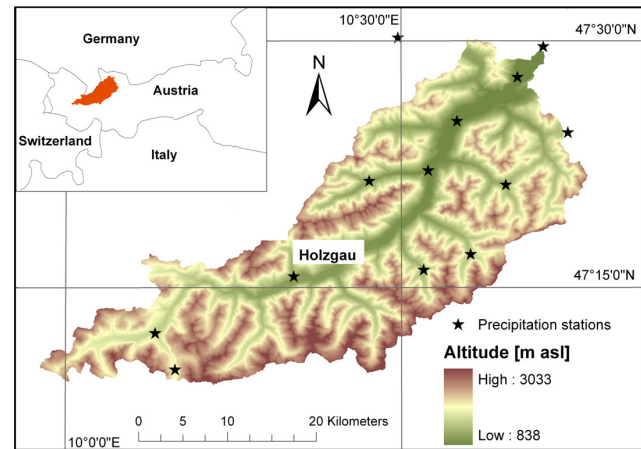 10°30'0"E
47°30'0"N
Germany
Austria
Switzerland
Italy
N
Holzgau
47°15'0"N
Precipitation stations
Altitude [m asl]
High : 3033
Low : 838
0 5 10 20 Kilometers
10°0'0"E